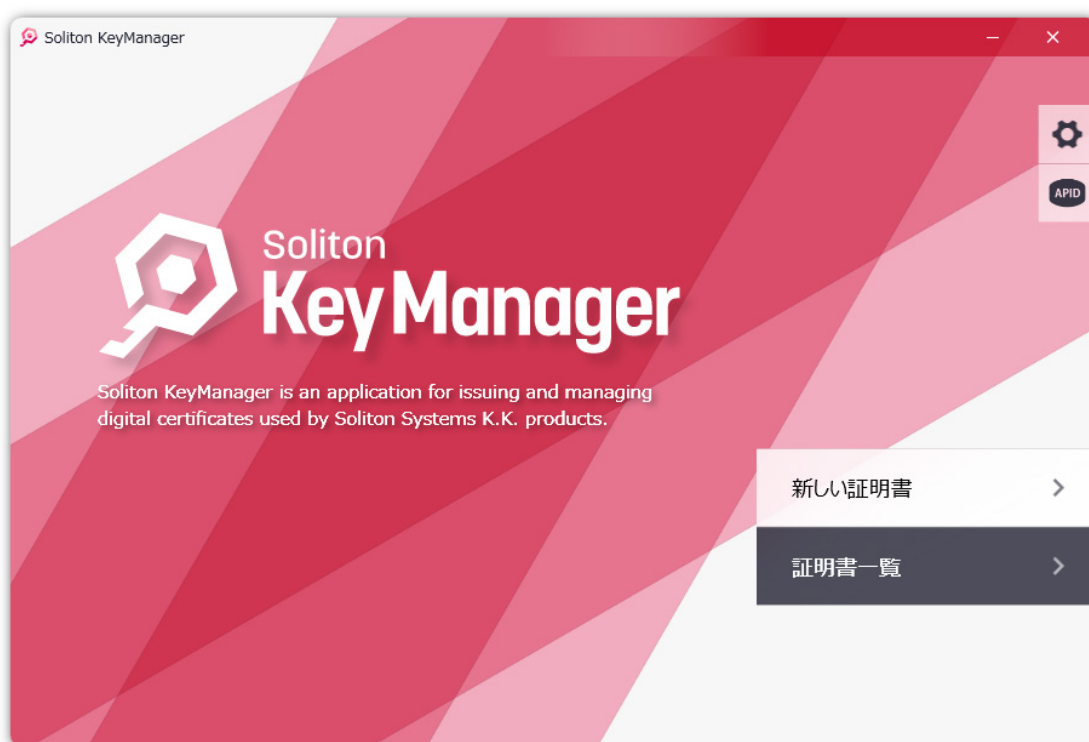 Soliton KeyManager
APID
Soliton
KeyManager
Soliton KeyManager is an application for issuing and managing
digital certificates used by Soliton Systems K.K. products.
新しい証明書
証明書一覧